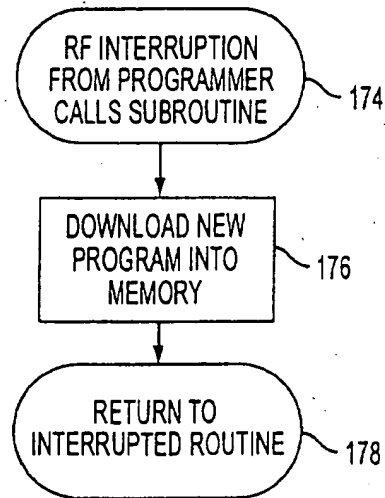 RF INTERRUPTION
FROM PROGRAMMER
CALLS SUBROUTINE
174
DOWNLOAD NEW
PROGRAM INTO
MEMORY
176
RETURN TO
INTERRUPTED ROUTINE
178